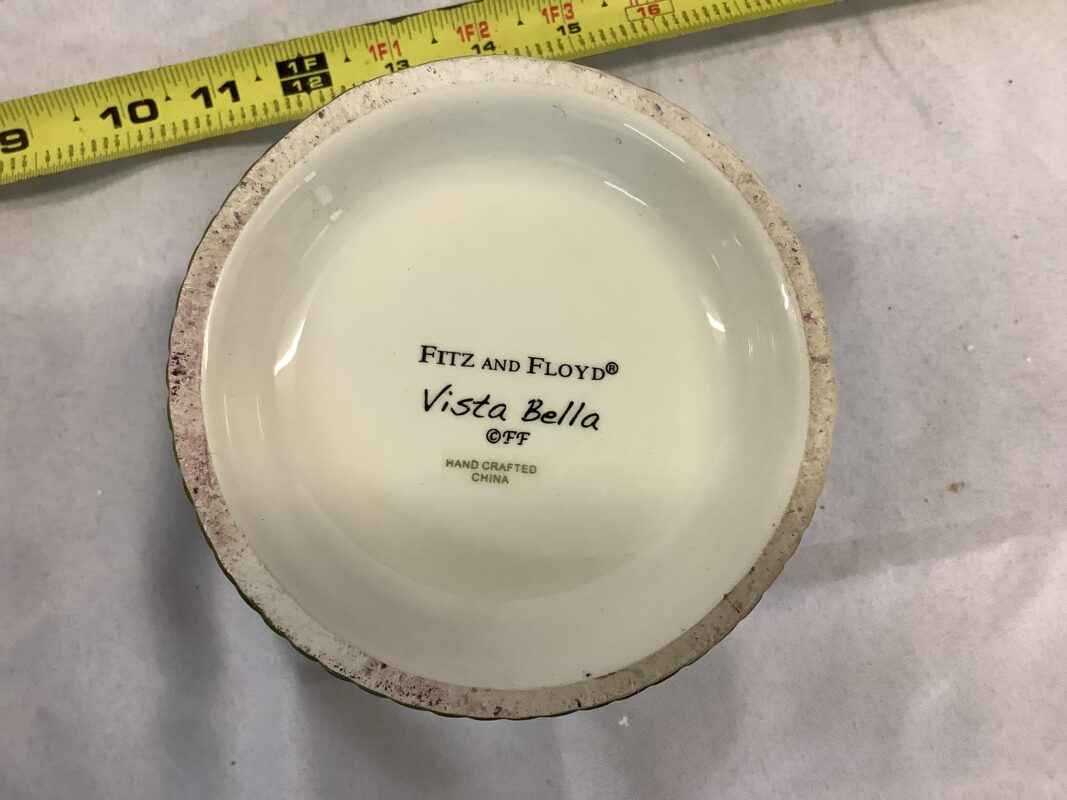 9 10 11 1F 1F1 1F2 1F3
12 13 14 15 16
FITZ AND FLOYD®
Vista Bella
©FF
HAND CRAFTED
CHINA